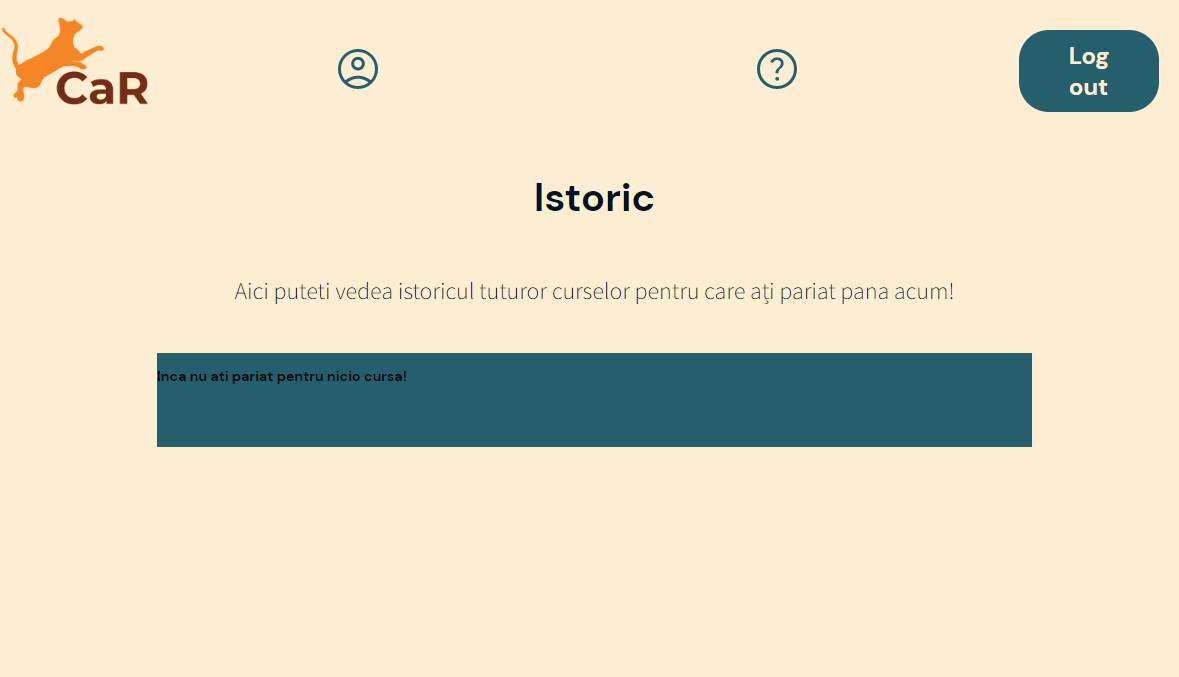 CaR
Log
out
Istoric
Aici puteti vedea istoricul tuturor curselor pentru care ați pariat pana acum!
Inca nu ati pariat pentru nicio cursa!